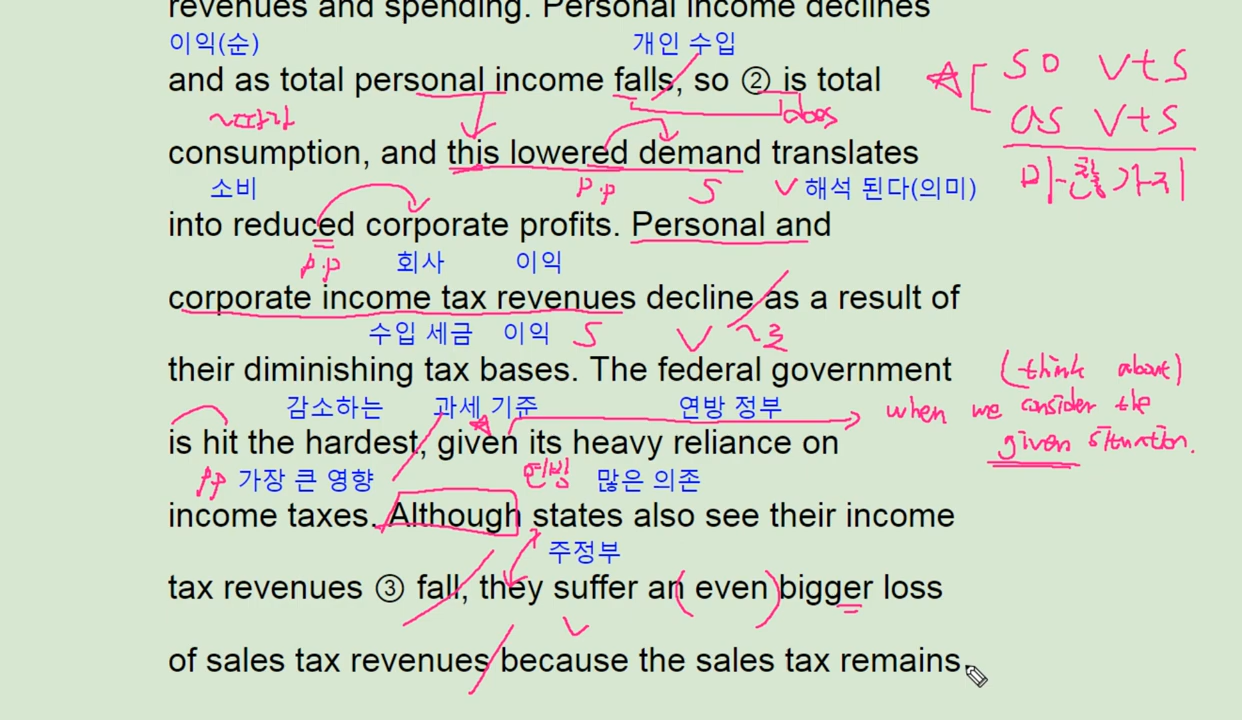 revenues and spending. Personal income declines
이익(순) 개인 수입
and as total personal income falls, so ② is total
so V+S
~따라 does
as V+S
consumption, and this lowered demand translates
소비 p.p S V 해석 된다(의미)
마찰가지
into reduced corporate profits. Personal and
p.p 회사 이익
corporate income tax revenues decline as a result of
수입 세금 이익 S V ~로
their diminishing tax bases. The federal government
(think about)
감소하는 과세 기준 연방 정부
when we consider the
is hit the hardest, given its heavy reliance on
given situation.
pp 가장 큰 영향 연방 많은 의존
income taxes. Although states also see their income
주정부
tax revenues ③ fall, they suffer an (even) bigger loss
V
of sales tax revenues because the sales tax remains